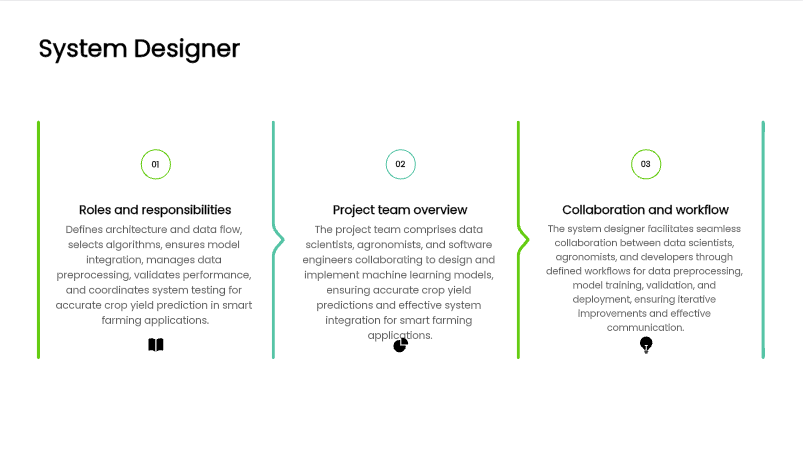 System Designer
01
Roles and responsibilities
Defines architecture and data flow,
selects algorithms, ensures model
integration, manages data
preprocessing, validates performance,
and coordinates system testing for
accurate crop yield prediction in smart
farming applications.
02
Project team overview
The project team comprises data
scientists, agronomists, and software
engineers collaborating to design and
implement machine learning models,
ensuring accurate crop yield
predictions and effective system
integration for smart farming
applications.
03
Collaboration and workflow
The system designer facilitates seamless
collaboration between data scientists,
agronomists, and developers through
defined workflows for data preprocessing,
model training, validation, and
deployment, ensuring iterative
improvements and effective
communication.